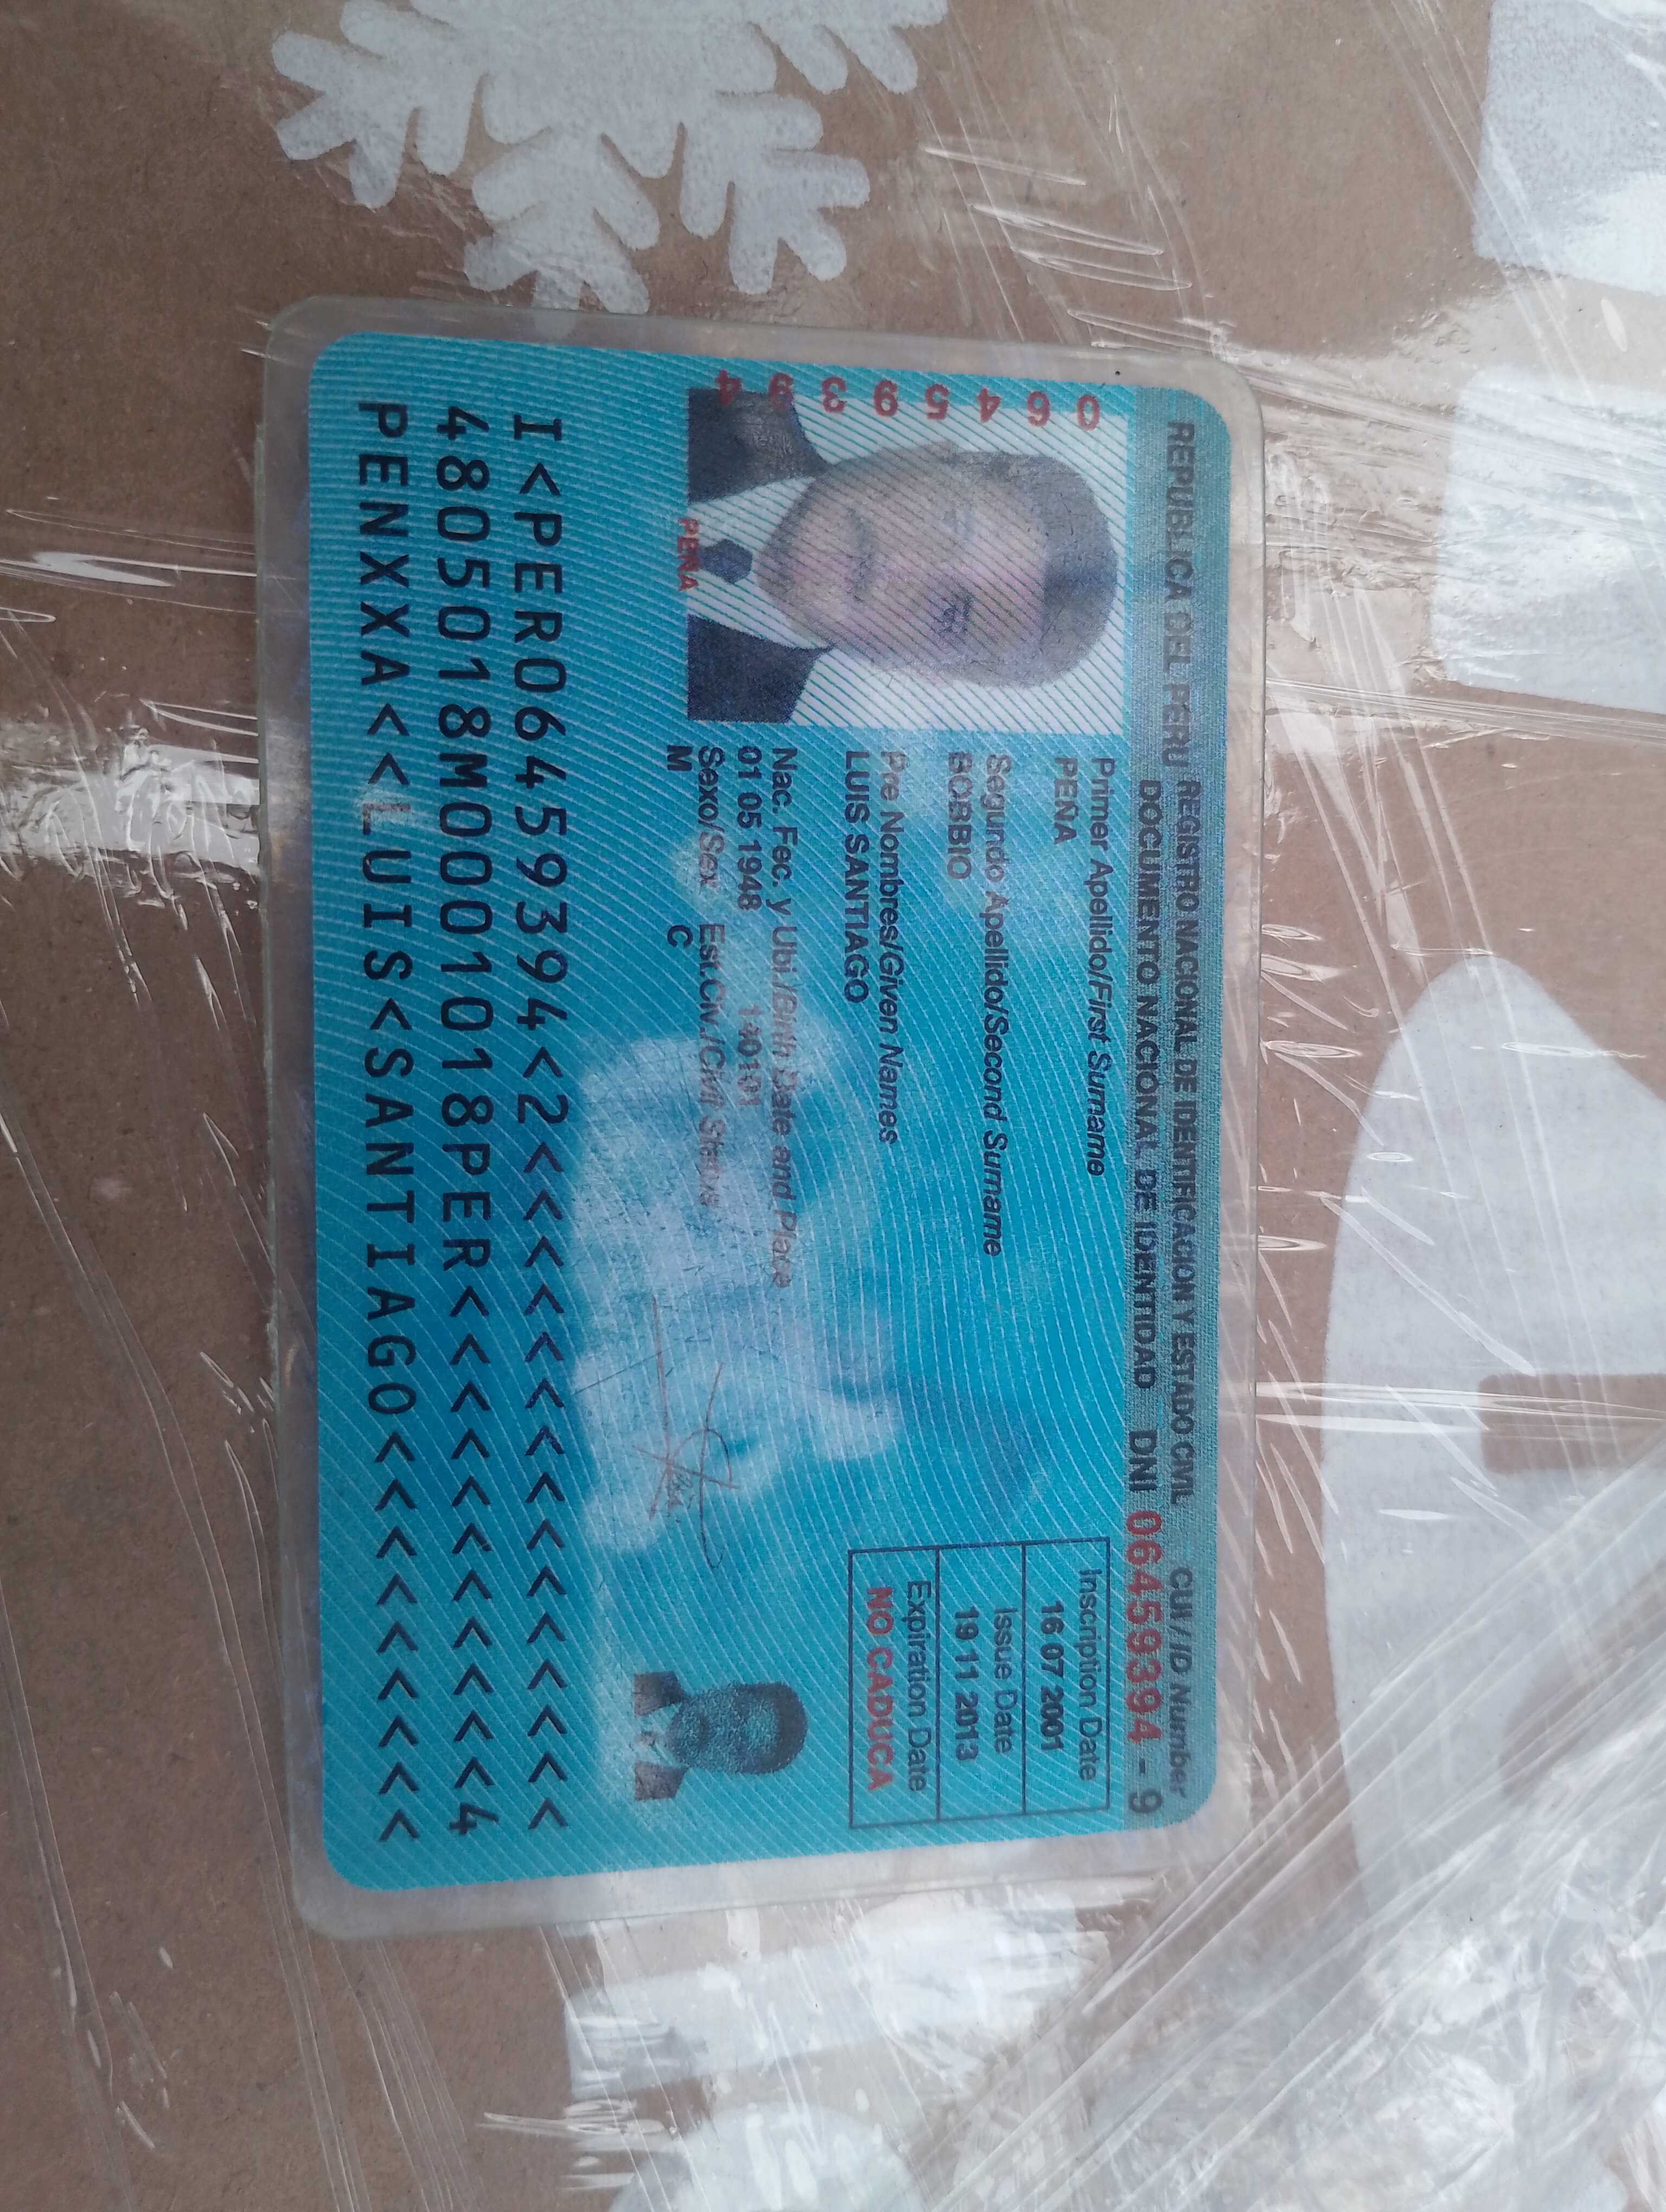 REPUBLICA DEL PERU REGISTRO NACIONAL DE IDENTIFICACION Y ESTADO CIVIL CUI / ID Number
DOCUMENTO NACIONAL DE IDENTIDAD DNI 06459394 - 9
06459394
PEÑA
Primer Apellido/First Surname
PEÑA
Segundo Apellido/Second Surname
BOBBIO
Pre Nombres/Given Names
LUIS SANTIAGO
Nac. Fec. y Ubi./Birth Date and Place
01 05 1948 140101
Sexo/Sex Est.Civ./Civil Status
M C
Inscription Date
16 07 2001
Issue Date
19 11 2013
Expiration Date
NO CADUCA
I<PER06459394<2<<<<<<<<<<<<<<<
4805018M0001018PER<<<<<<<<<<<4
PENXXA<<LUIS<SANTIAGO<<<<<<<<<